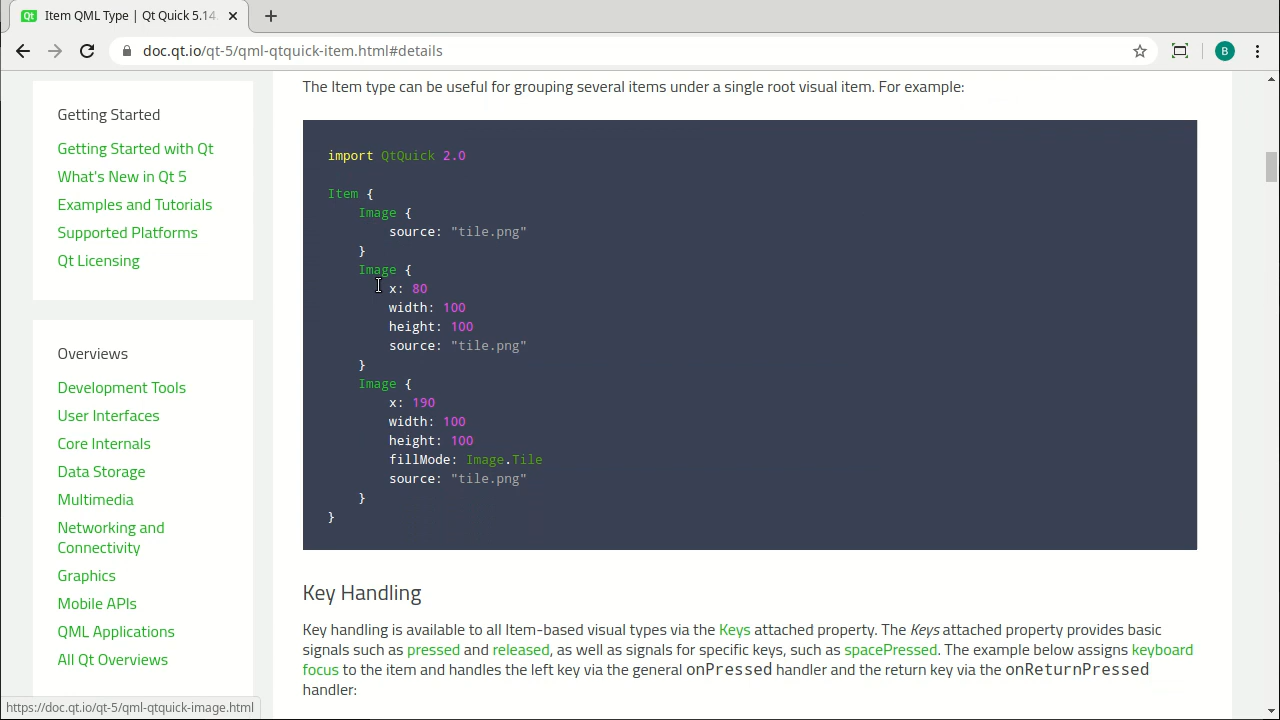 Item QML Type | Qt Quick 5.14
doc.qt.io/qt-5/qml-qtquick-item.html#details
B
Getting Started
Getting Started with Qt
What's New in Qt 5
Examples and Tutorials
Supported Platforms
Qt Licensing
Overviews
Development Tools
User Interfaces
Core Internals
Data Storage
Multimedia
Networking and
Connectivity
Graphics
Mobile APIs
QML Applications
All Qt Overviews
The Item type can be useful for grouping several items under a single root visual item. For example:
import QtQuick 2.0
Item {
    Image {
        source: "tile.png"
    }
    Image {
        x: 80
        width: 100
        height: 100
        source: "tile.png"
    }
    Image {
        x: 190
        width: 100
        height: 100
        fillMode: Image.Tile
        source: "tile.png"
    }
}
Key Handling
Key handling is available to all Item-based visual types via the Keys attached property. The Keys attached property provides basic
signals such as pressed and released, as well as signals for specific keys, such as spacePressed. The example below assigns keyboard
focus to the item and handles the left key via the general onPressed handler and the return key via the onReturnPressed
handler:
https://doc.qt.io/qt-5/qml-qtquick-image.html